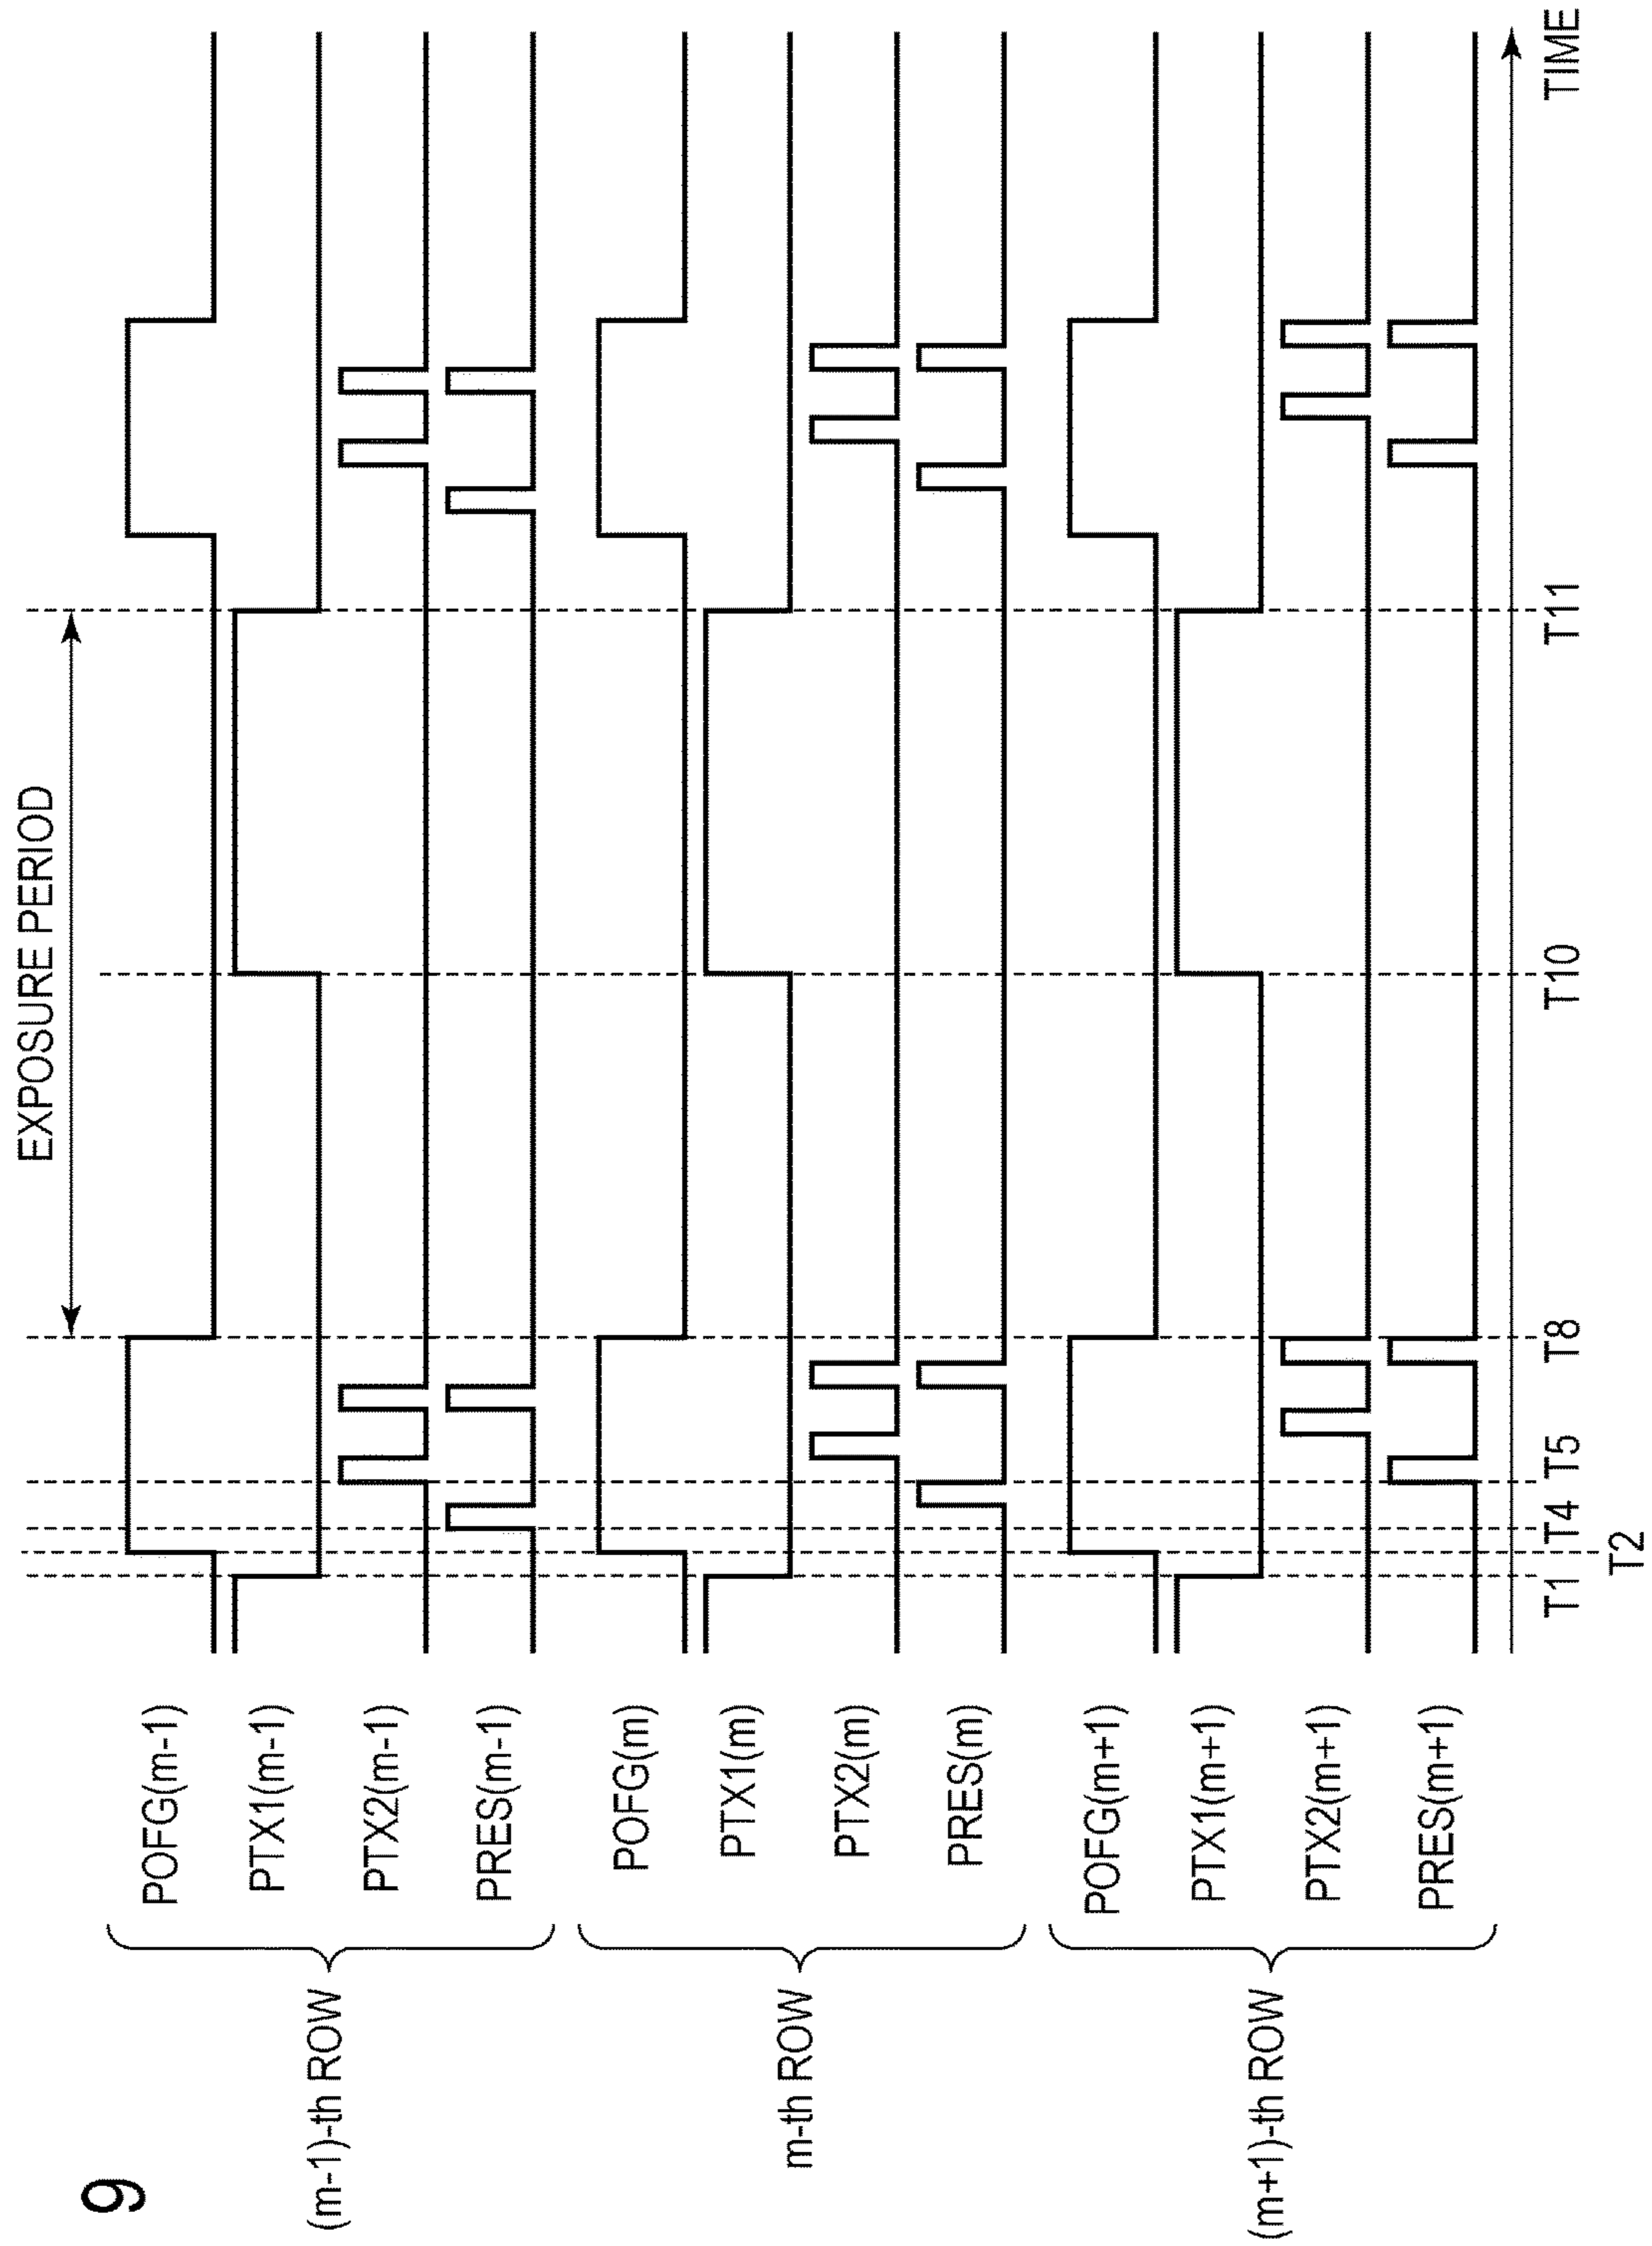 9
EXPOSURE PERIOD
(m-1)-th ROW
POFG(m-1)
PTX1(m-1)
PTX2(m-1)
PRES(m-1)
m-th ROW
POFG(m)
PTX1(m)
PTX2(m)
PRES(m)
(m+1)-th ROW
POFG(m+1)
PTX1(m+1)
PTX2(m+1)
PRES(m+1)
T1 T4 T5 T8 T10 T11 TIME
T2